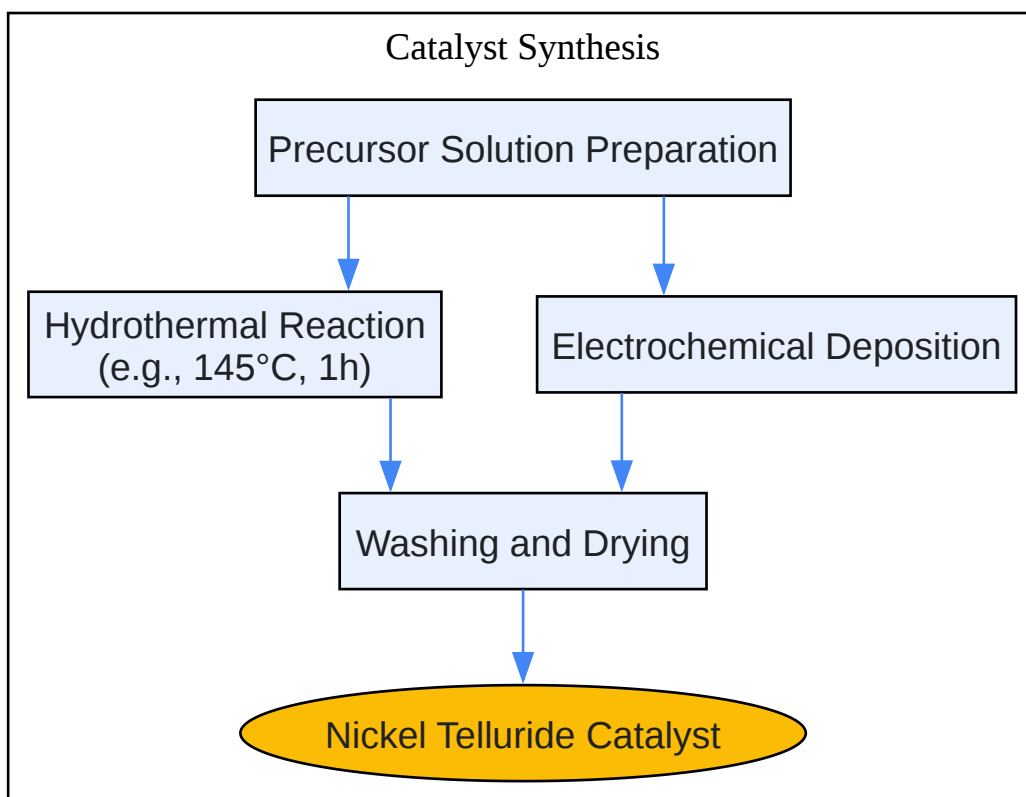 Catalyst Synthesis
Precursor Solution Preparation
Hydrothermal Reaction
(e.g., 145°C, 1h)
Electrochemical Deposition
Washing and Drying
Nickel Telluride Catalyst